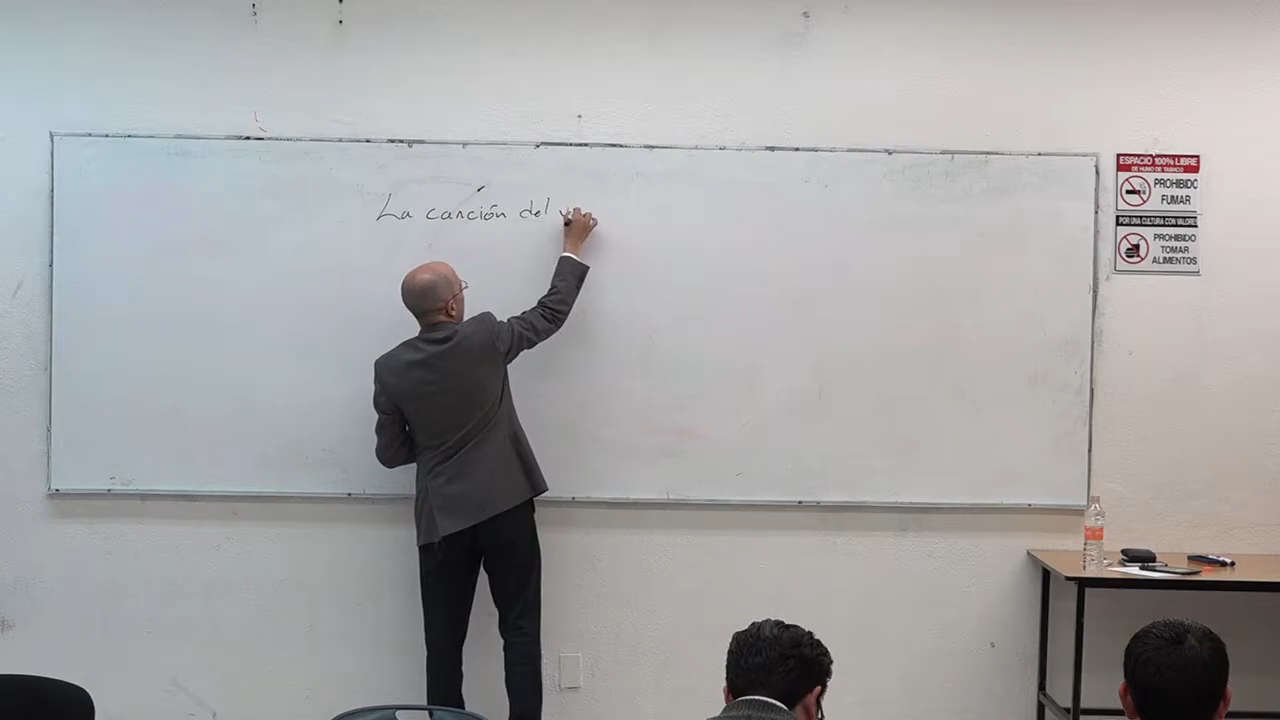 La canción del
ESPACIO 100% LIBRE
DE HUMO DE TABACO
PROHIBIDO
FUMAR
POR UNA CULTURA CON VALORES
PROHIBIDO
TOMAR
ALIMENTOS